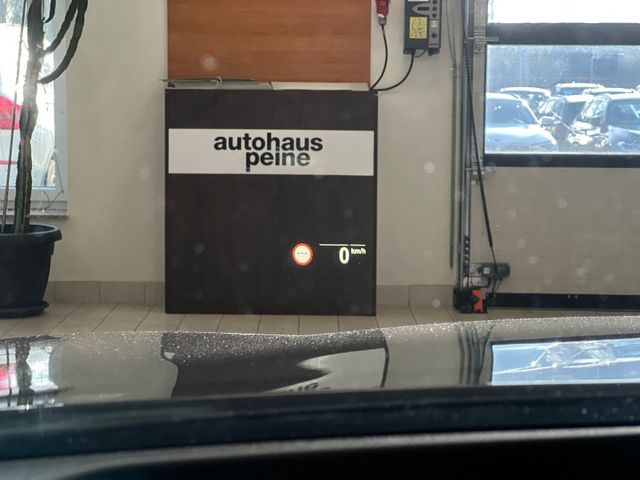 autohaus
peine
---
0 km/h